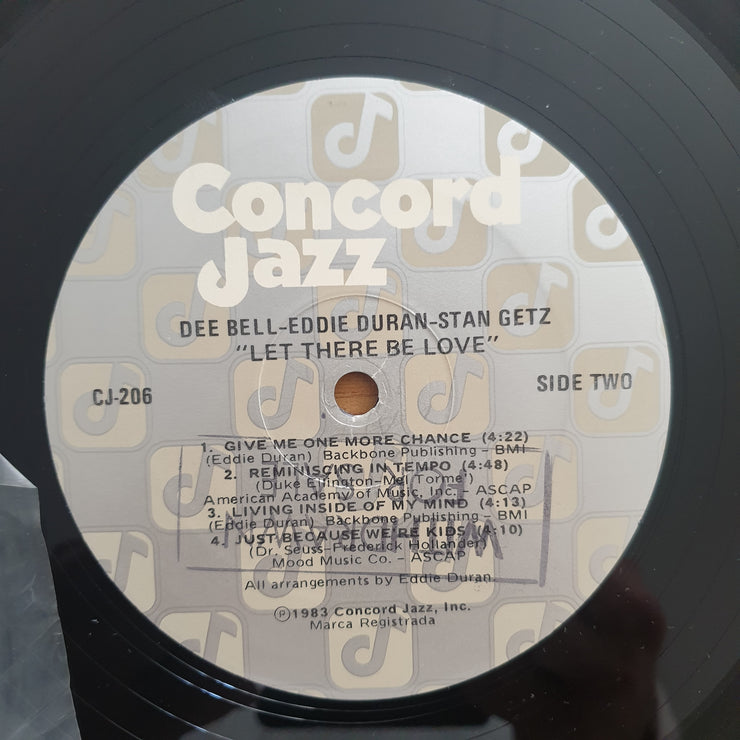 Concord
Jazz
DEE BELL-EDDIE DURAN-STAN GETZ
"LET THERE BE LOVE"
CJ-206
SIDE TWO
1. GIVE ME ONE MORE CHANCE (4:22)
(Eddie Duran) Backbone Publishing - BMI
2. REMINISCING IN TEMPO (4:48)
(Duke Ellington-Mel Torme')
American Academy of Music, Inc. - ASCAP
3. LIVING INSIDE OF MY MIND (4:13)
(Eddie Duran) Backbone Publishing - BMI
4. JUST BECAUSE WE'RE KIDS (4:10)
(Dr. Seuss-Frederick Hollander)
Mood Music Co. - ASCAP
All arrangements by Eddie Duran.
℗1983 Concord Jazz, Inc.
Marca Registrada